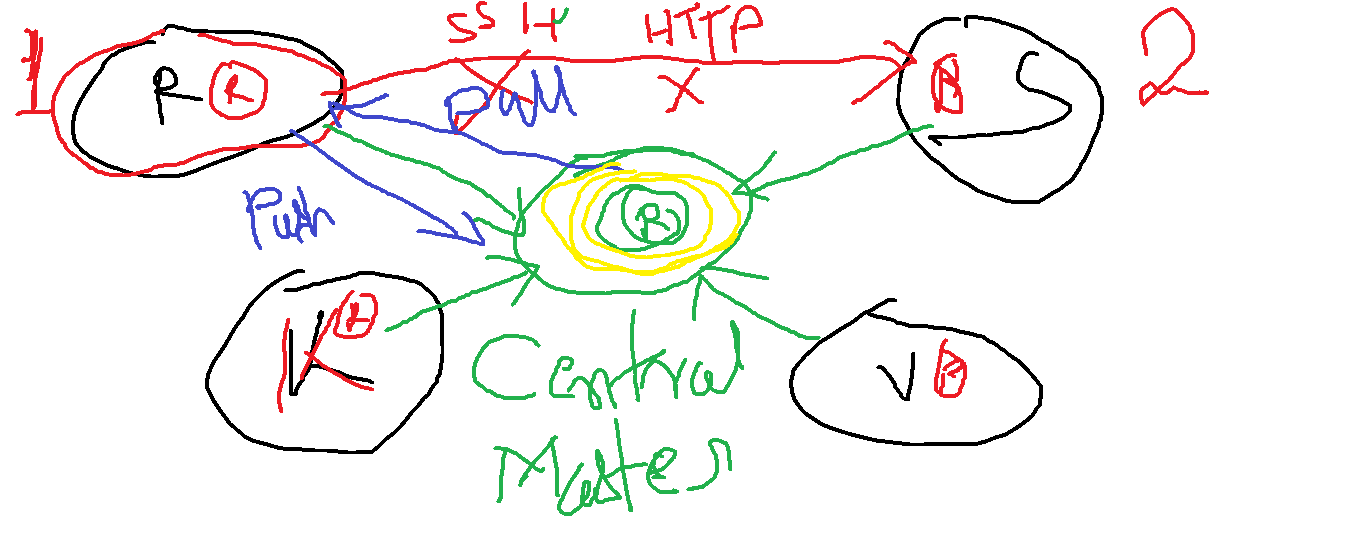 SSH HTTP
1 R R S 2
Pull
Push R
K R V R
Central
Master